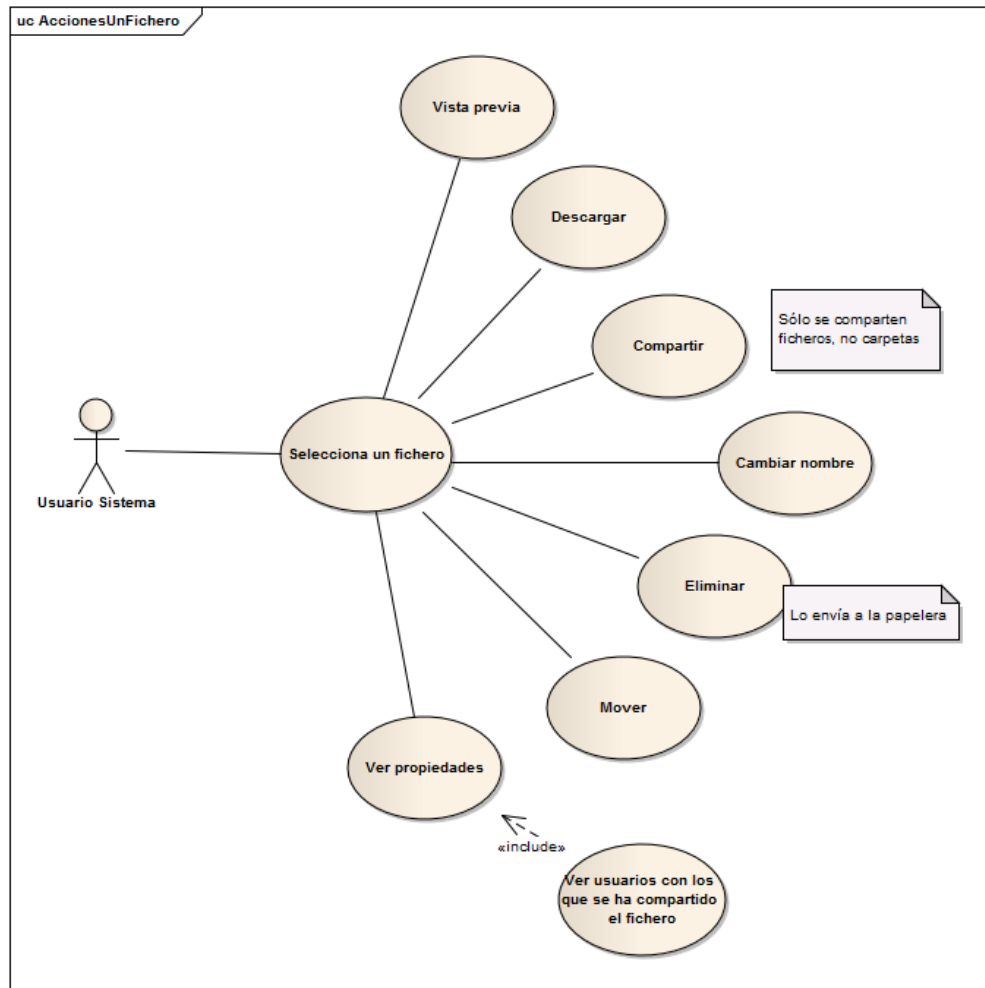 uc AccionesUnFichero
Vista previa
Descargar
Sólo se comparten
ficheros, no carpetas
Compartir
Selecciona un fichero
Cambiar nombre
Usuario Sistema
Eliminar
Lo envía a la papelera
Mover
Ver propiedades
«include»
Ver usuarios con los
que se ha compartido
el fichero